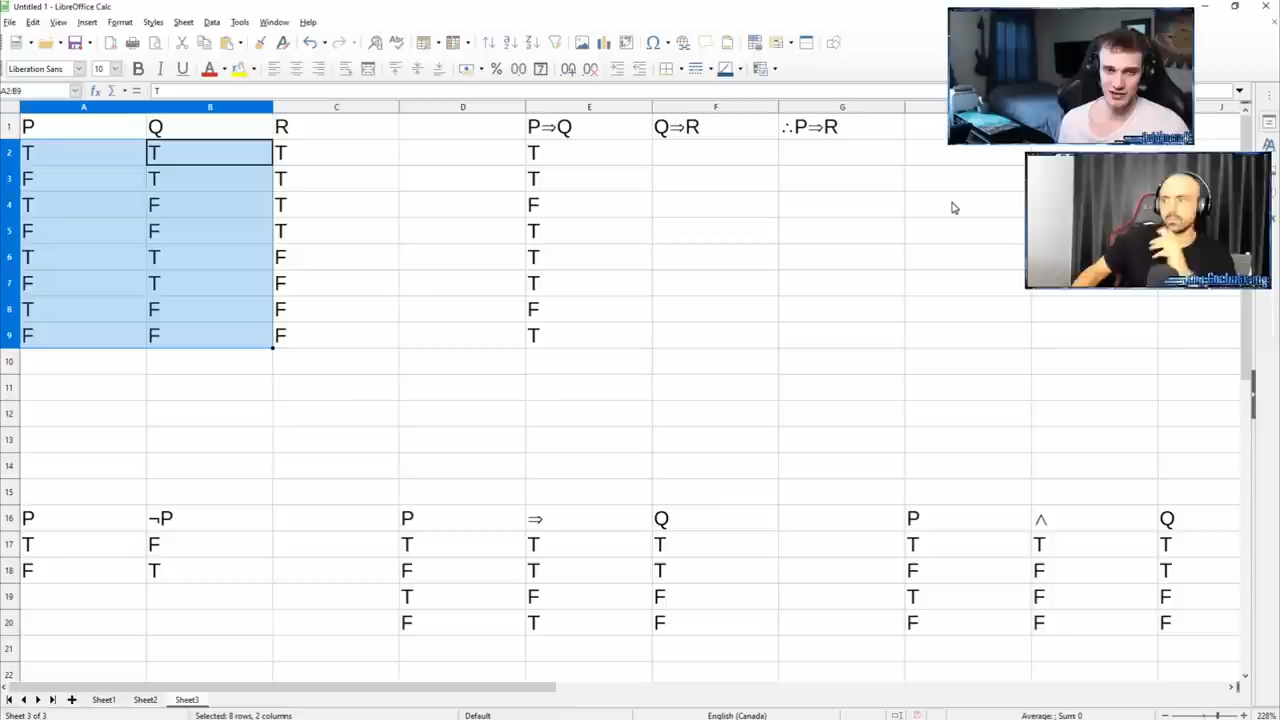 Untitled 1 - LibreOffice Calc
File Edit View Insert Format Styles Sheet Data Tools Window Help
Liberation Sans 10
A2:B9 T
A B C D E F G J
1 P Q R P⇒Q Q⇒R ∴P⇒R
2 T T T T
3 F T T T
4 T F T F
5 F F T T
6 T T F T
7 F T F T
8 T F F F
9 F F F T
10
11
12
13
14
15
16 P ¬P P ⇒ Q P ∧ Q
17 T F T T T T T T
18 F T F T T F F T
19 T F F T F F
20 F T F F F F
21
22
Sheet1 Sheet2 Sheet3
Sheet 3 of 3 Selected: 8 rows, 2 columns Default English (Canada) Average: ; Sum: 0 228%